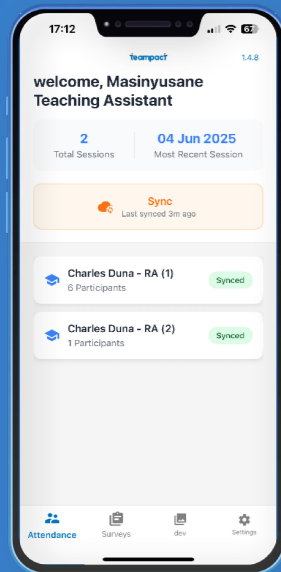 17:12
67
teampact
1.4.8
welcome, Masinyusane
Teaching Assistant
2
Total Sessions
04 Jun 2025
Most Recent Session
Sync
Last synced 3m ago
Charles Duna - RA (1)
6 Participants
Synced
Charles Duna - RA (2)
1 Participants
Synced
Attendance
Surveys
dev
Settings